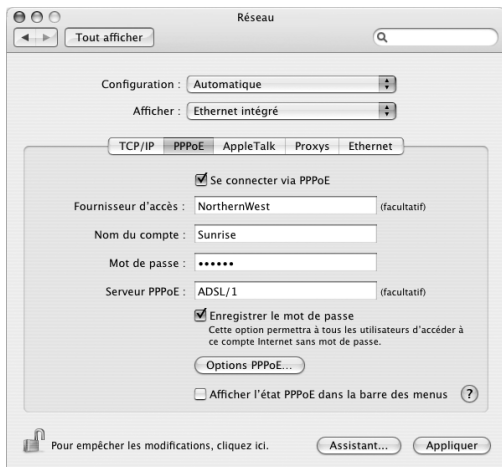 Réseau
Tout afficher
Configuration : Automatique
Afficher : Ethernet intégré
TCP/IP PPPoE AppleTalk Proxys Ethernet
Se connecter via PPPoE
Fournisseur d'accès : NorthernWest (facultatif)
Nom du compte : Sunrise
Mot de passe : ••••••
Serveur PPPoE : ADSL/1 (facultatif)
Enregistrer le mot de passe
Cette option permettra à tous les utilisateurs d'accéder à
ce compte Internet sans mot de passe.
Options PPPoE...
Afficher l'état PPPoE dans la barre des menus ?
Pour empêcher les modifications, cliquez ici. Assistant... Appliquer